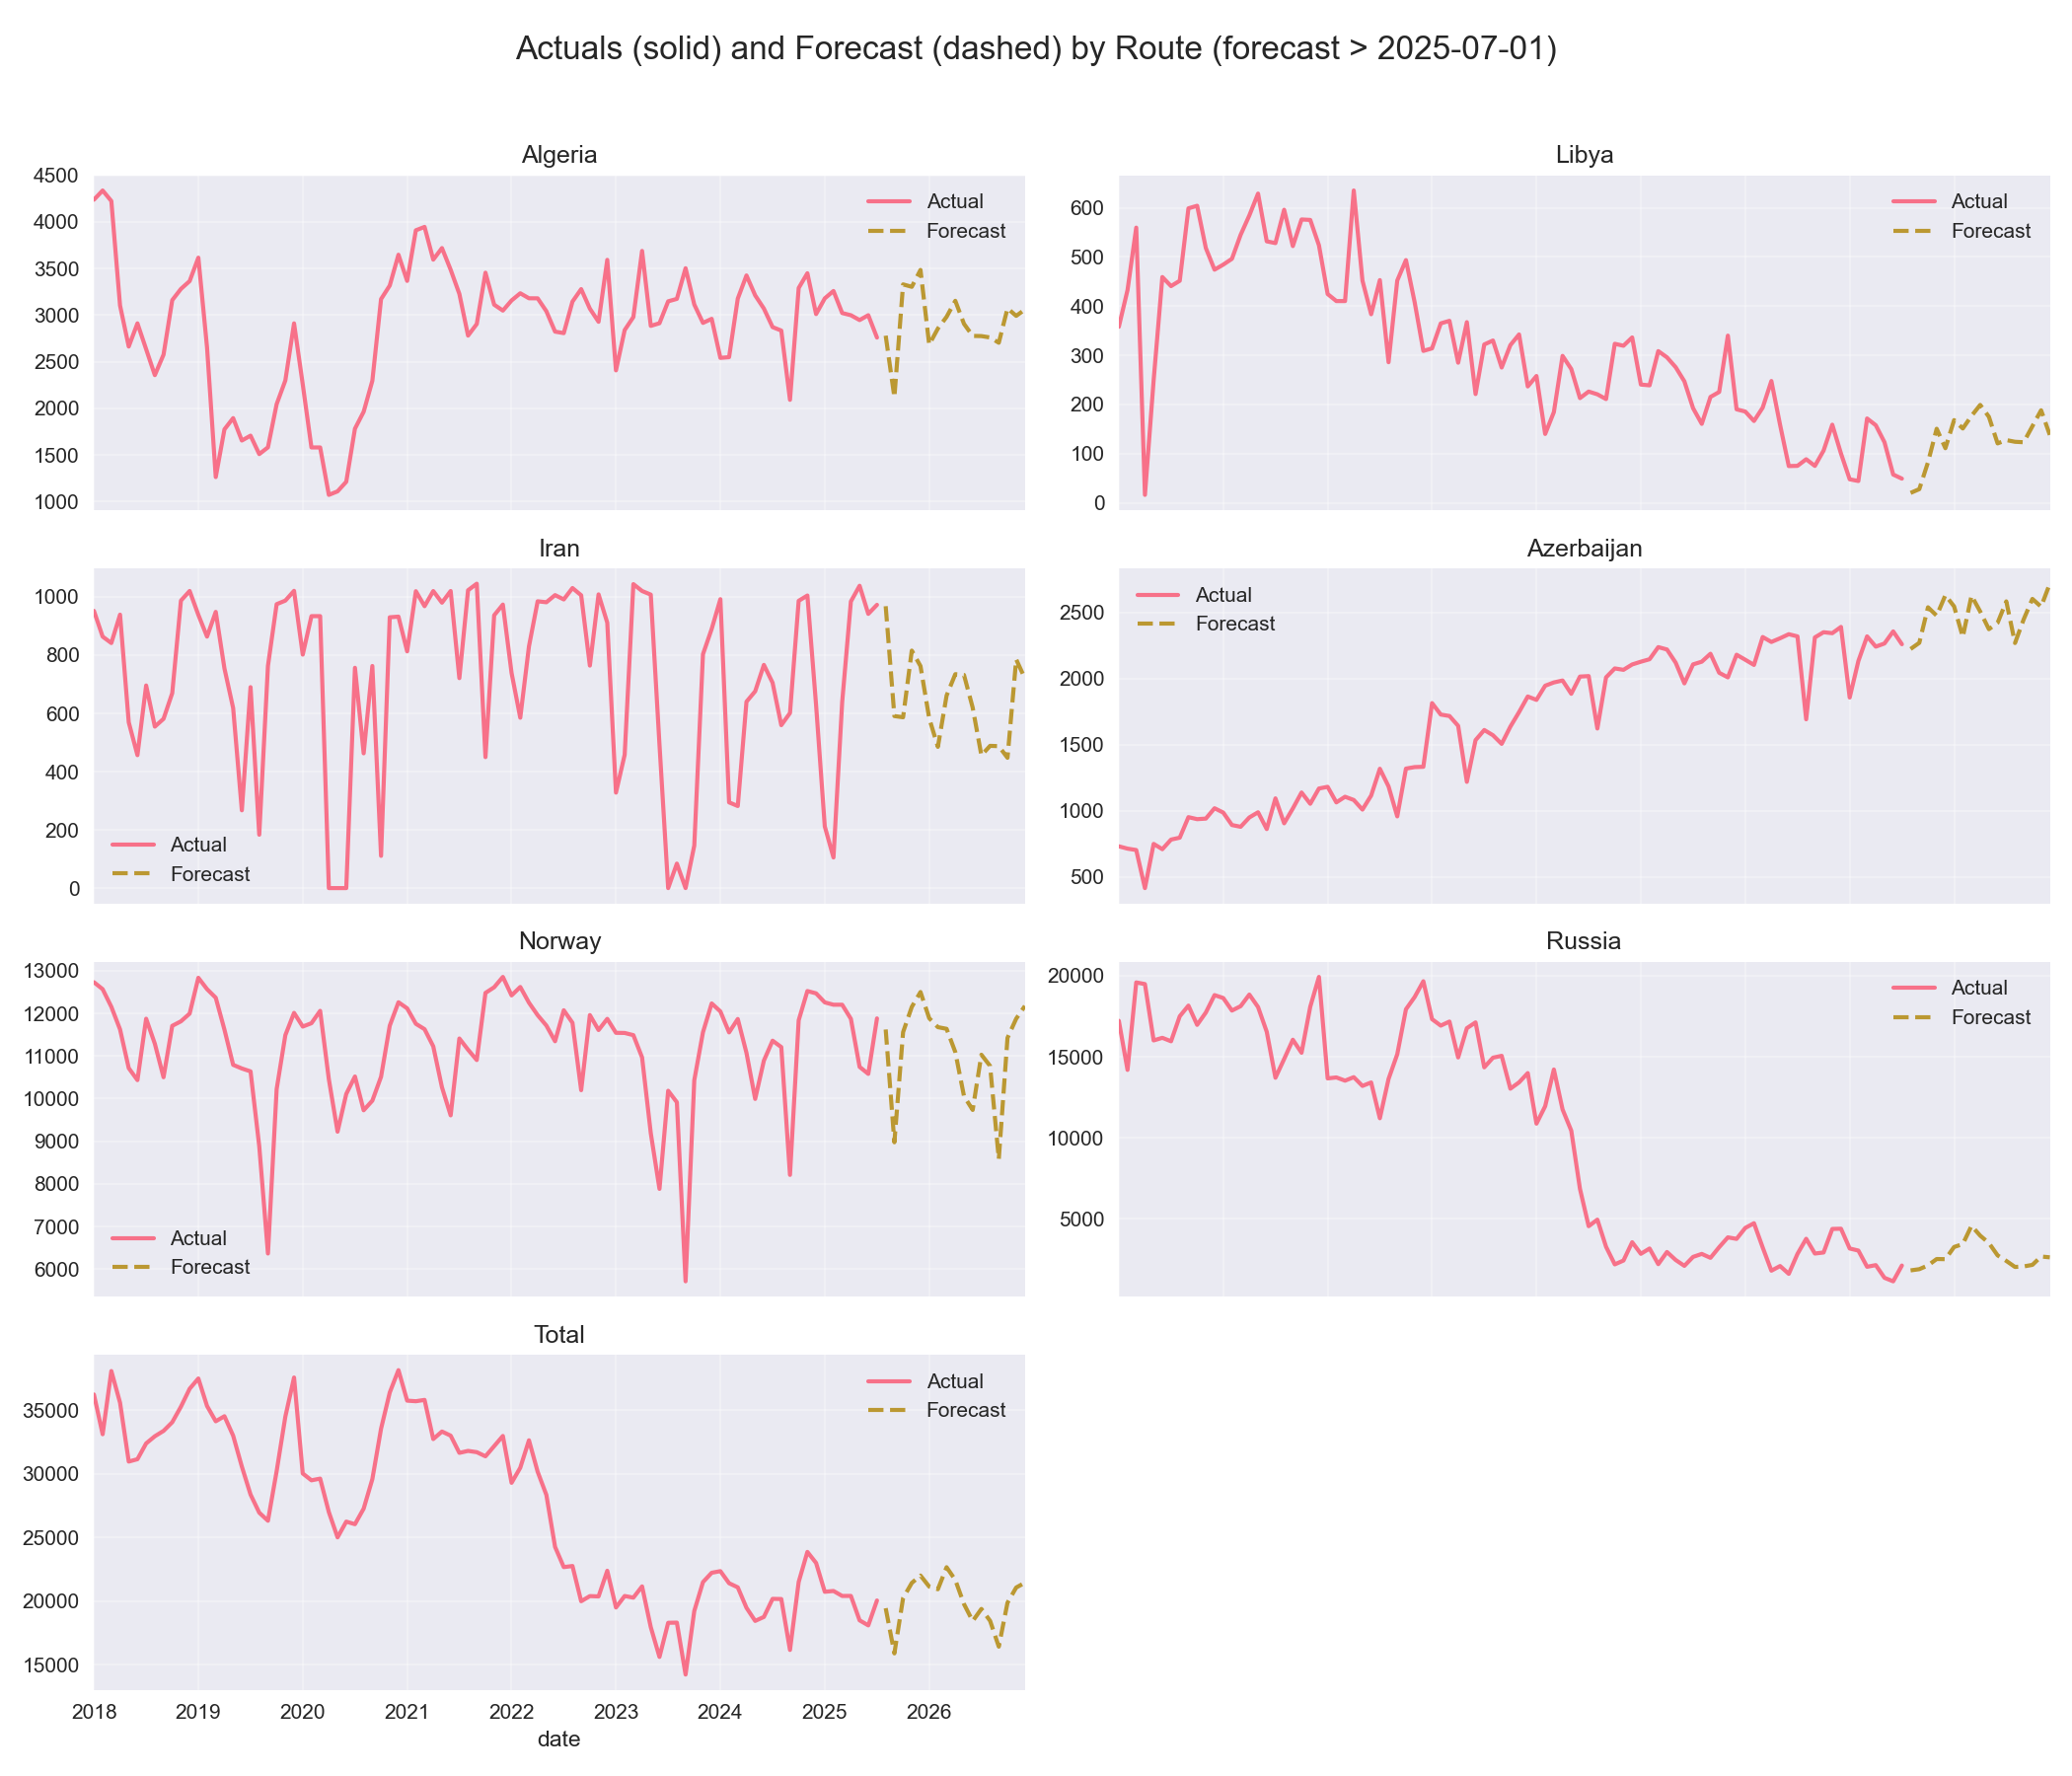 Actuals (solid) and Forecast (dashed) by Route (forecast > 2025-07-01)
Algeria
4500
4000
3500
3000
2500
2000
1500
1000
Actual
Forecast
Libya
600
500
400
300
200
100
0
Actual
Forecast
Iran
1000
800
600
400
200
0
Actual
Forecast
Azerbaijan
2500
2000
1500
1000
500
Actual
Forecast
Norway
13000
12000
11000
10000
9000
8000
7000
6000
Actual
Forecast
Russia
20000
15000
10000
5000
Actual
Forecast
Total
35000
30000
25000
20000
15000
Actual
Forecast
2018 2019 2020 2021 2022 2023 2024 2025 2026
date